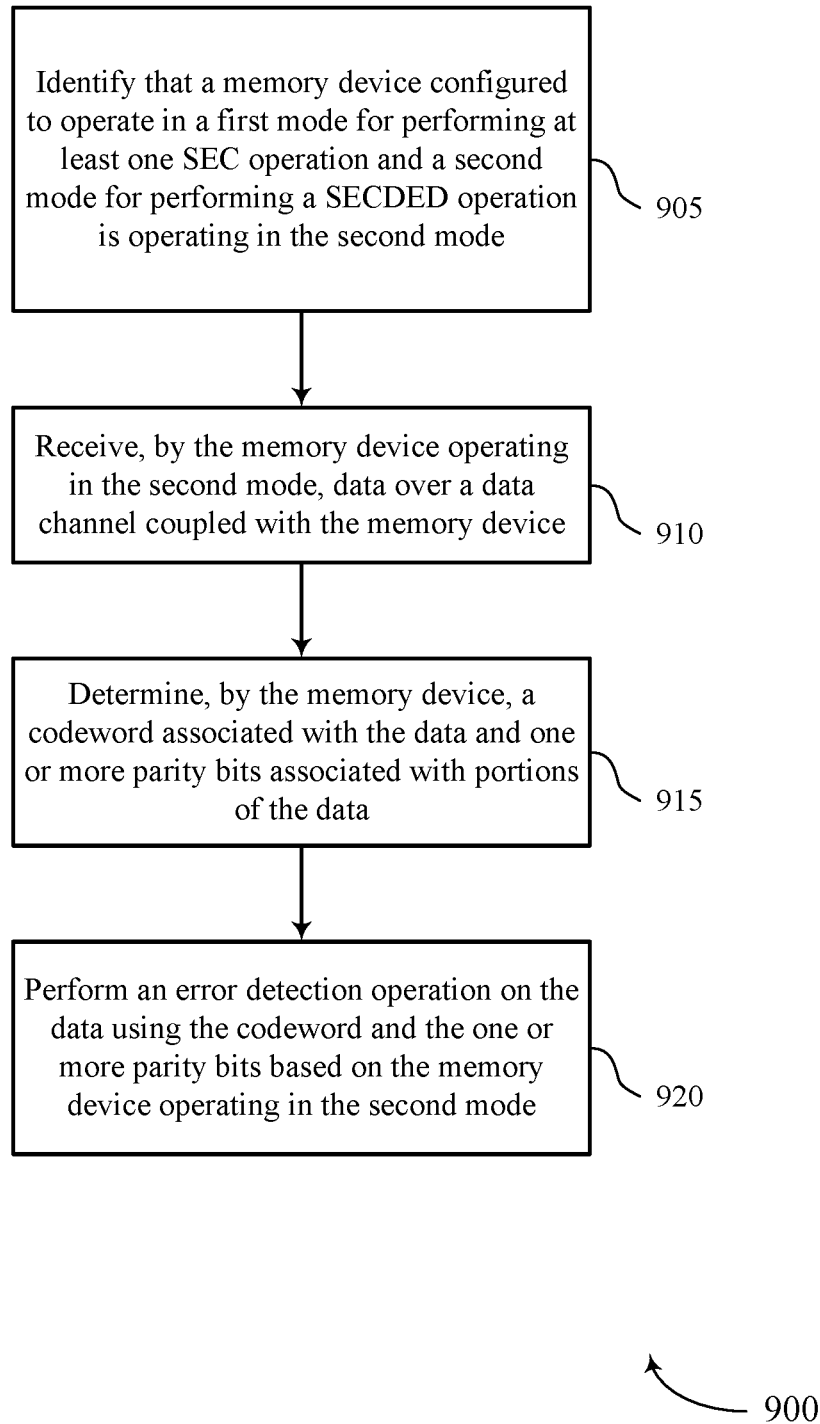 Identify that a memory device configured
to operate in a first mode for performing at
least one SEC operation and a second
mode for performing a SECDED operation
is operating in the second mode
905
Receive, by the memory device operating
in the second mode, data over a data
channel coupled with the memory device
910
Determine, by the memory device, a
codeword associated with the data and one
or more parity bits associated with portions
of the data
915
Perform an error detection operation on the
data using the codeword and the one or
more parity bits based on the memory
device operating in the second mode
920
900